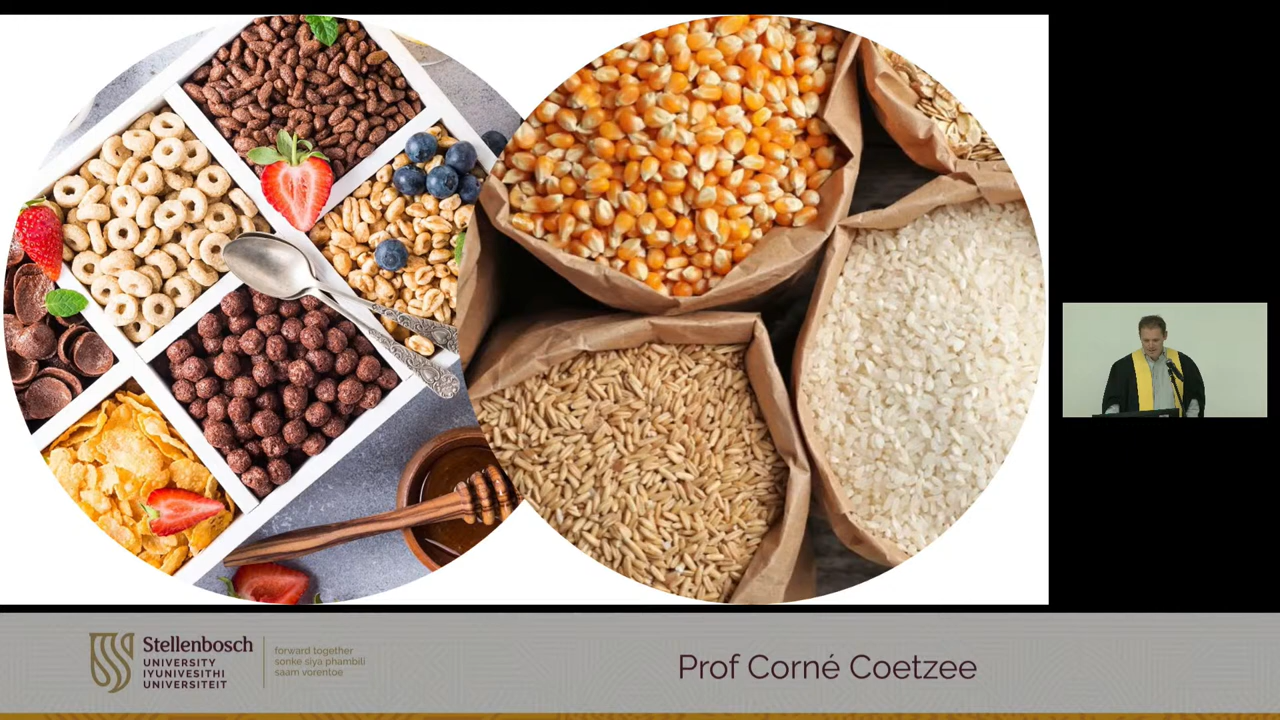 Stellenbosch
UNIVERSITY
IYUNIVESITHI
UNIVERSITEIT
forward together
sonke siya phambili
saam vorentoe
Prof Corné Coetzee